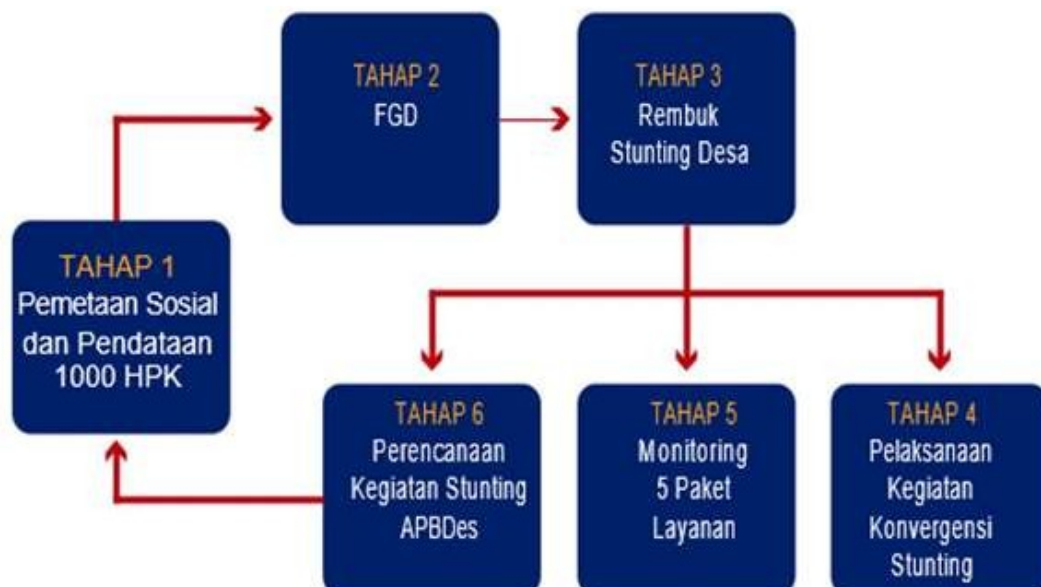 TAHAP 1
Pemetaan Sosial
dan Pendataan
1000 HPK
TAHAP 2
FGD
TAHAP 3
Rembuk
Stunting Desa
TAHAP 4
Pelaksanaan
Kegiatan
Konvergensi
Stunting
TAHAP 5
Monitoring
5 Paket
Layanan
TAHAP 6
Perencanaan
Kegiatan Stunting
APBDes